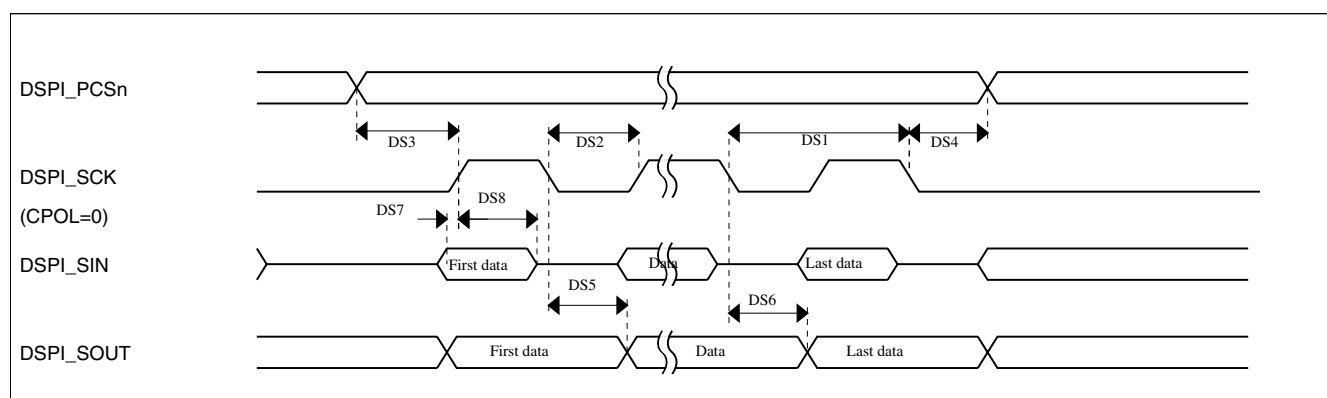 DSPI_PCSn
DS3
DS2
DS1
DS4
DSPI_SCK
(CPOL=0)
DS7
DS8
DSPI_SIN
First data
Data
Last data
DS5
DS6
DSPI_SOUT
First data
Data
Last data